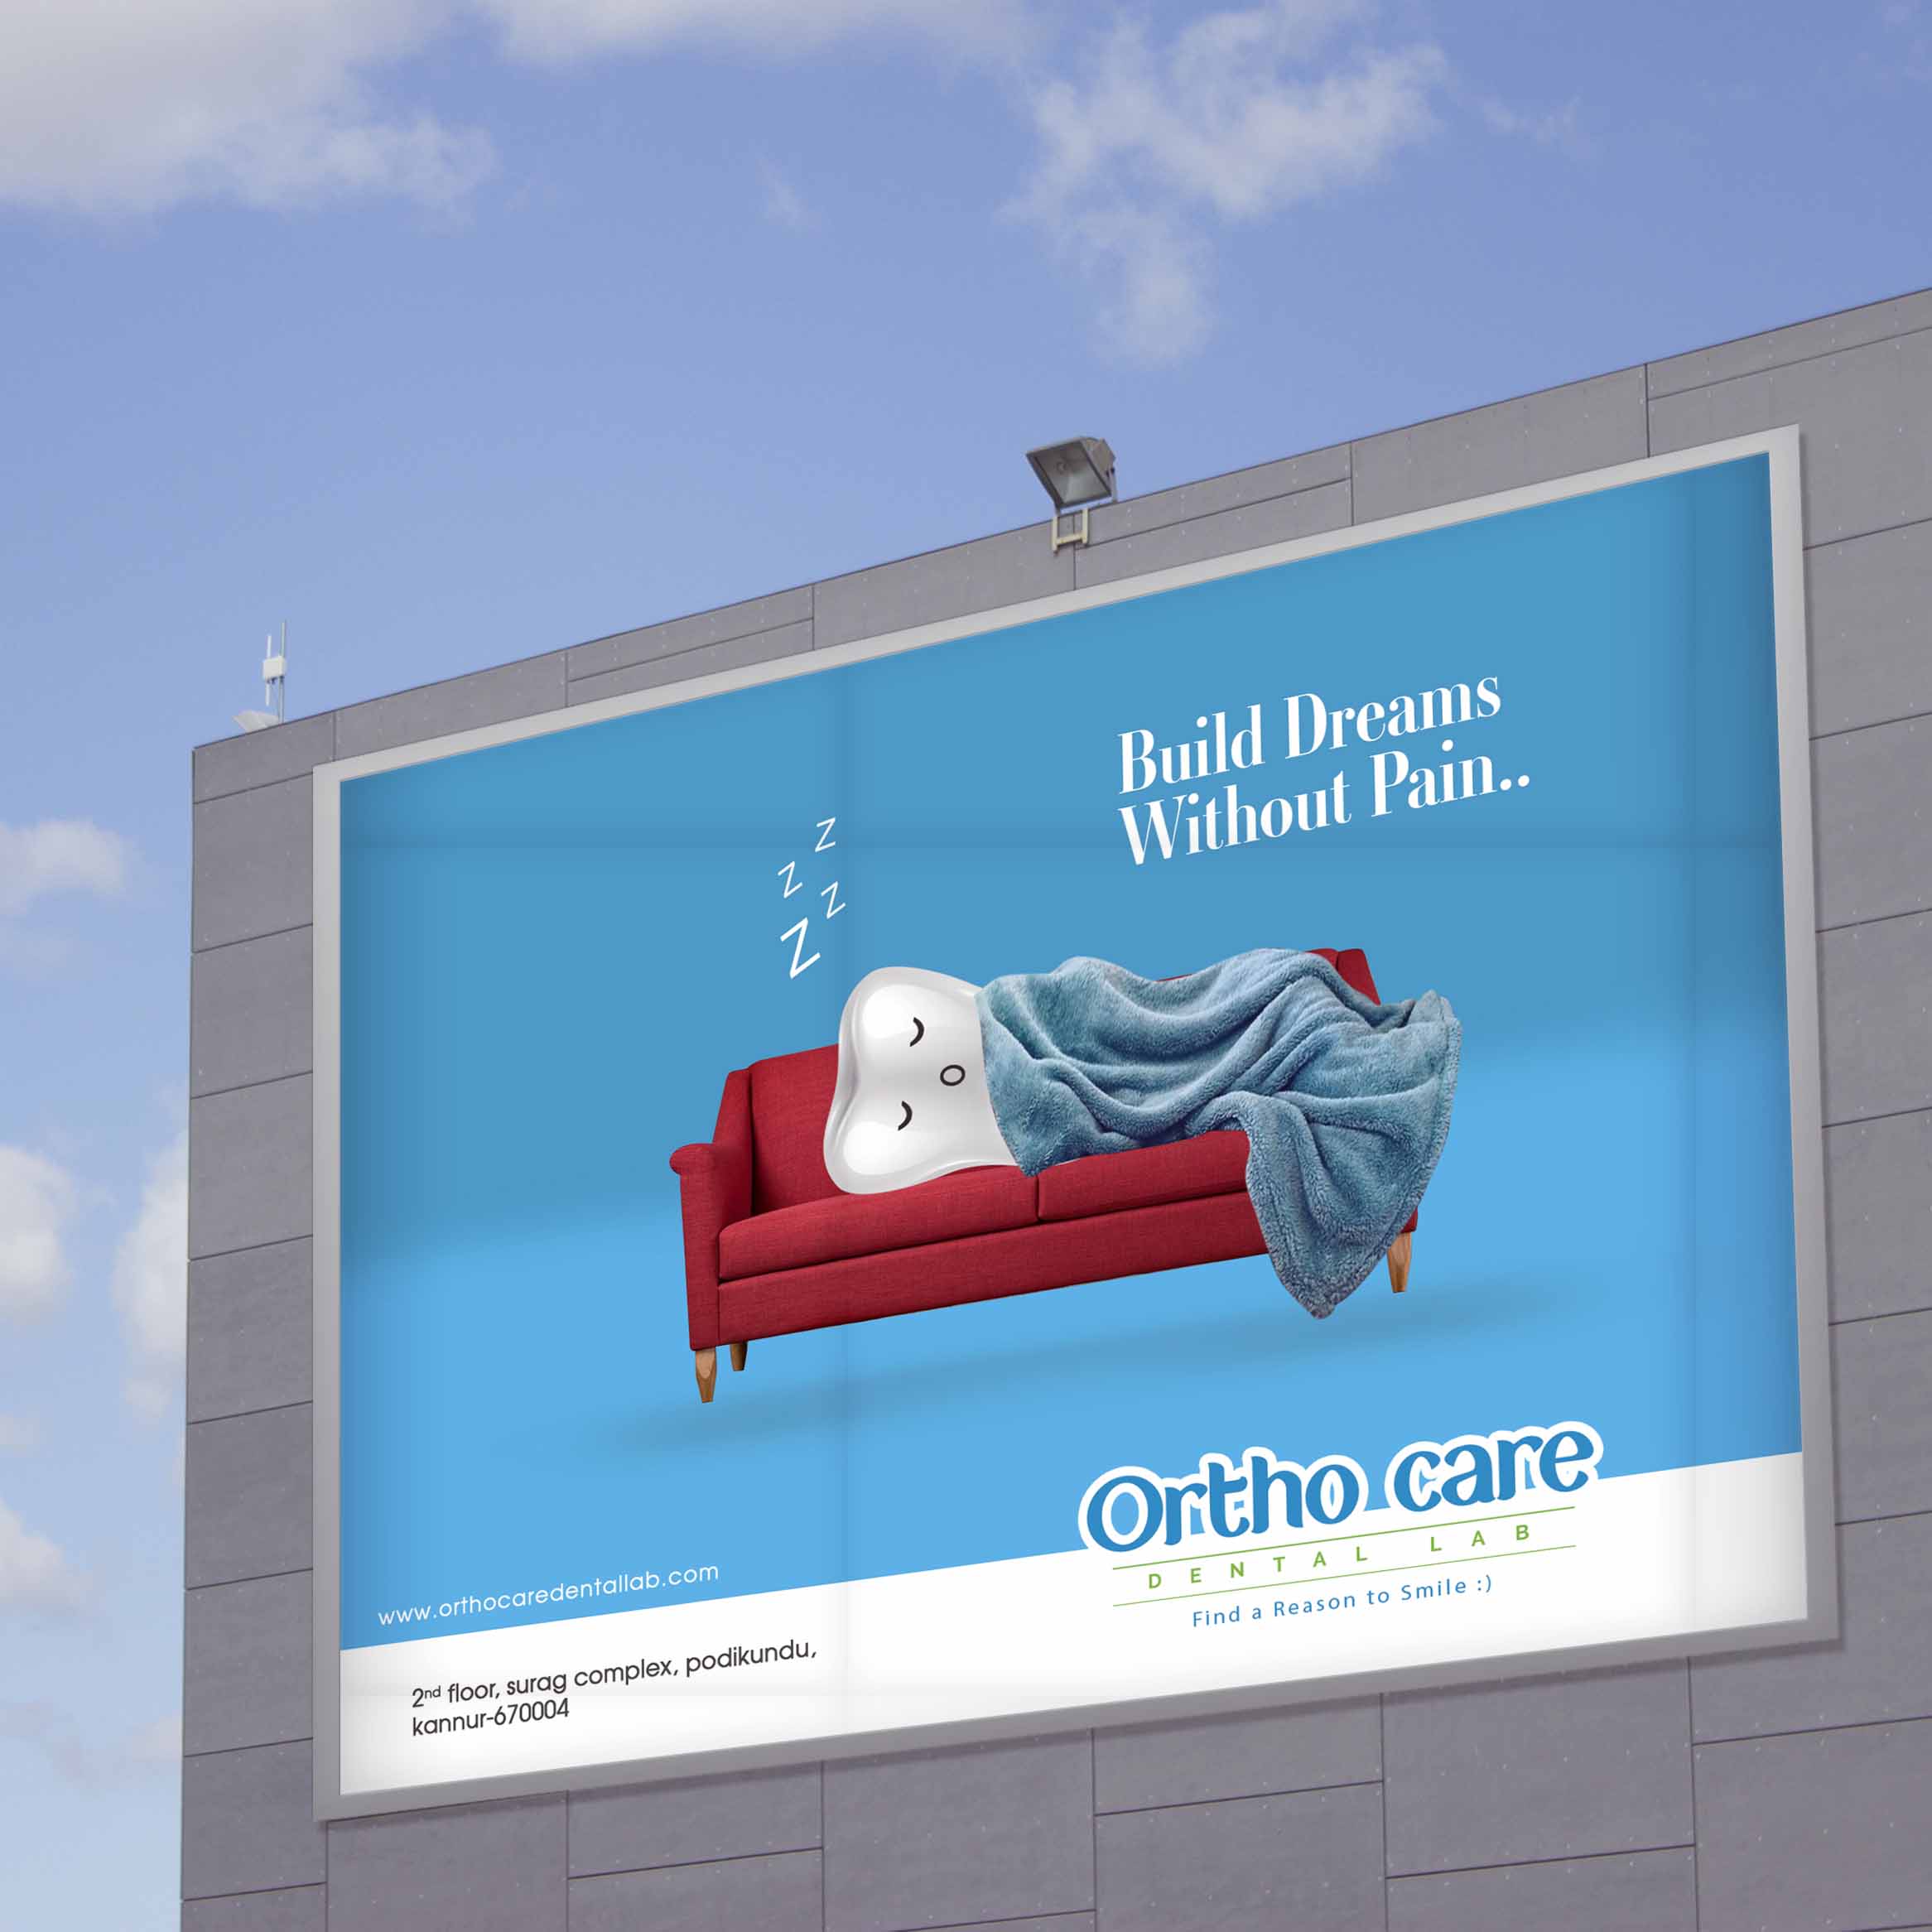 Build Dreams
Without Pain..
z
z
z
z
Ortho care
DENTAL LAB
Find a Reason to Smile :)
www.orthocaredentallab.com
2nd floor, surag complex, podikundu,
kannur-670004